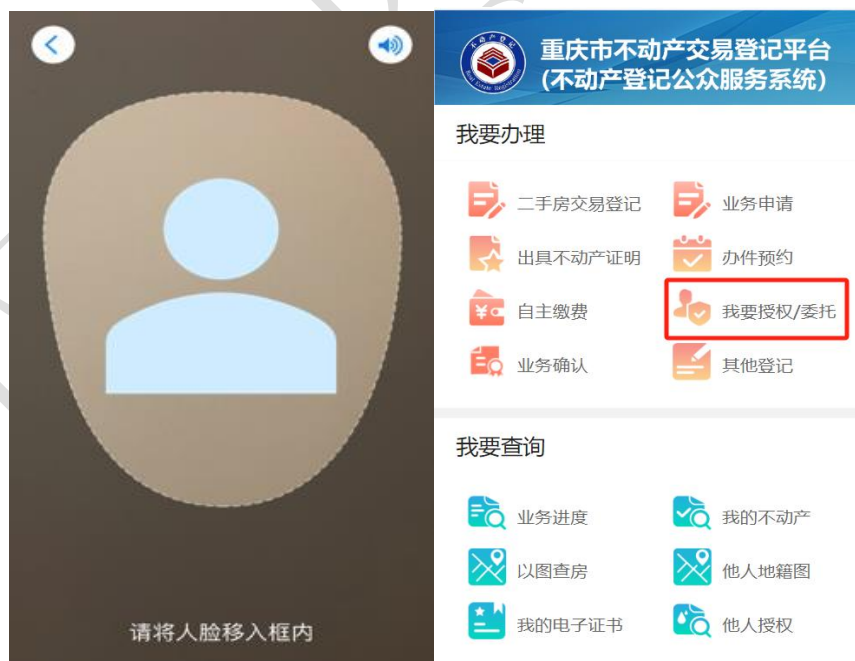 请将人脸移入框内
重庆市不动产交易登记平台
(不动产登记公众服务系统)
我要办理
二手房交易登记
业务申请
出具不动产证明
办件预约
自主缴费
我要授权/委托
业务确认
其他登记
我要查询
业务进度
我的不动产
以图查房
他人地籍图
我的电子证书
他人授权